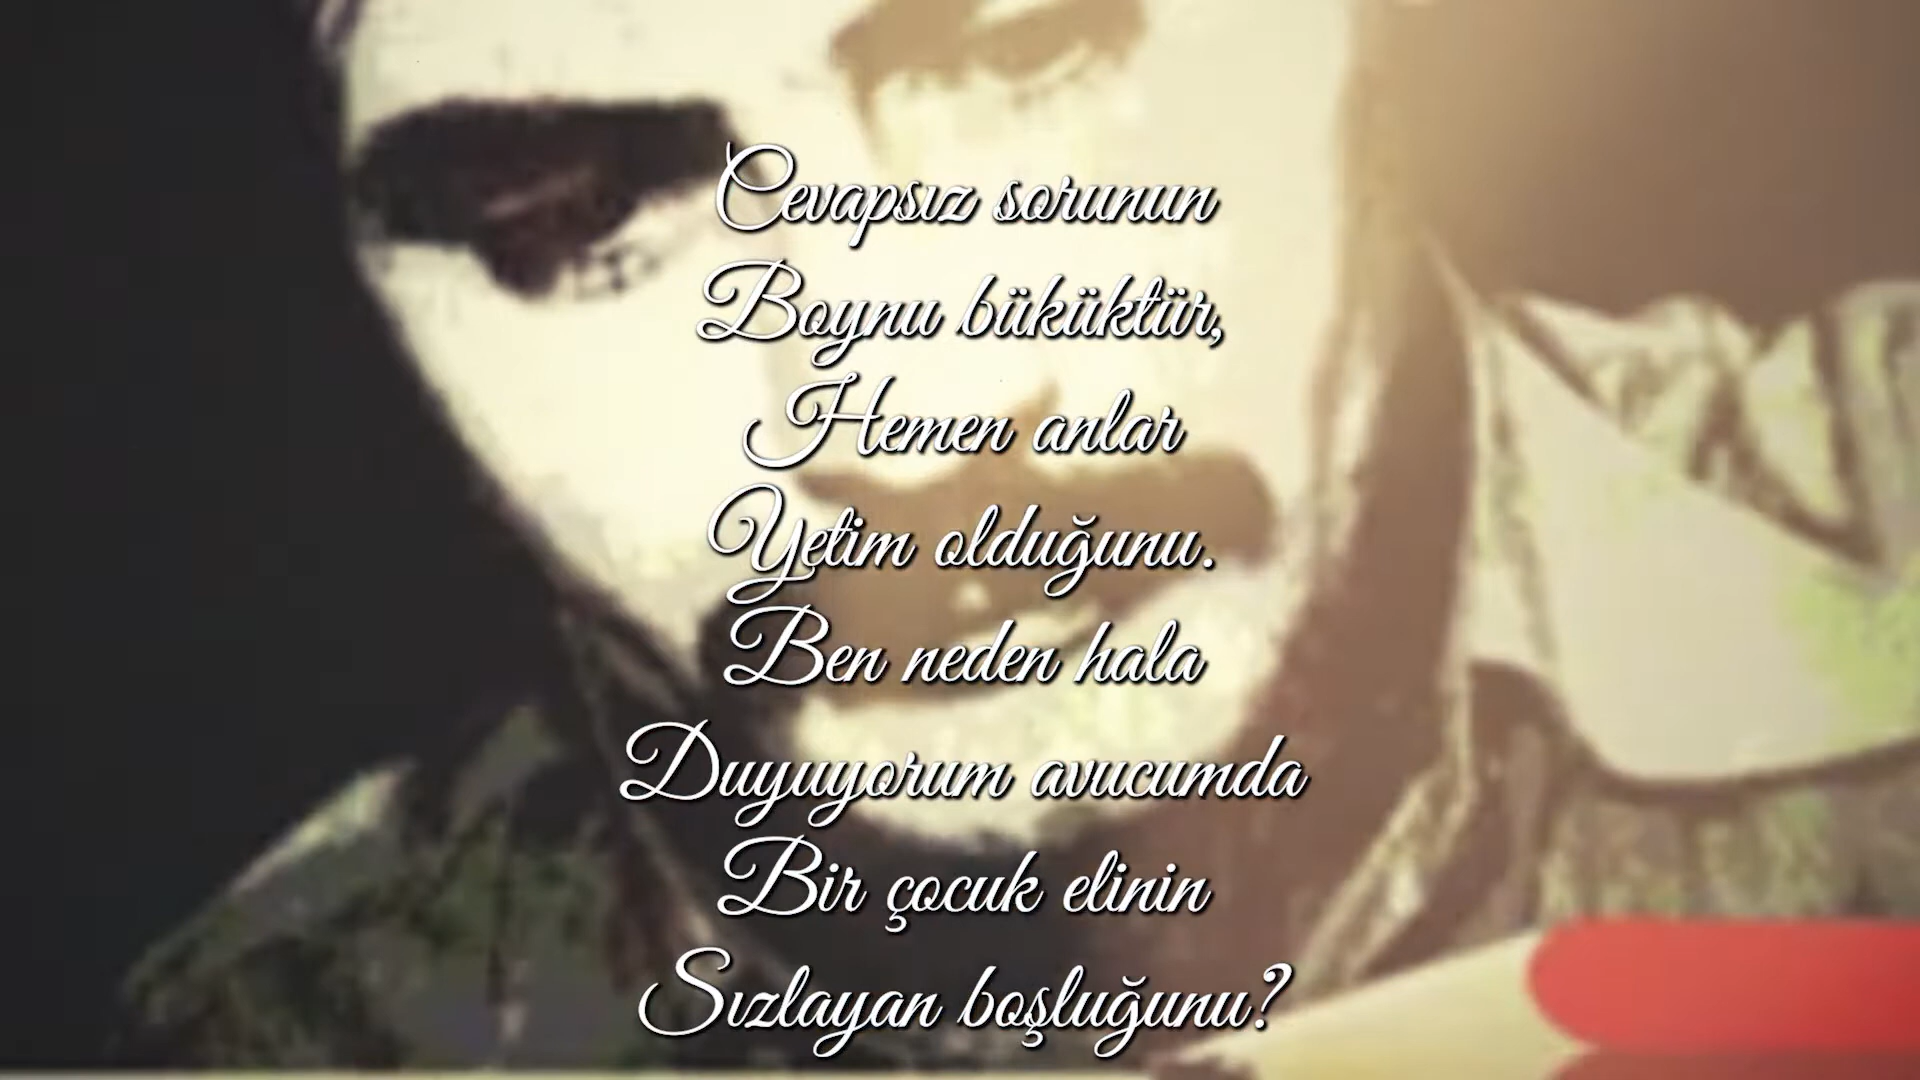 Cevapsız sorunun
Boynu büküktür,
Hemen anlar
Yetim olduğunu.
Ben neden hala
Duyuyorum avucumda
Bir çocuk elinin
Sızlayan boşluğunu?